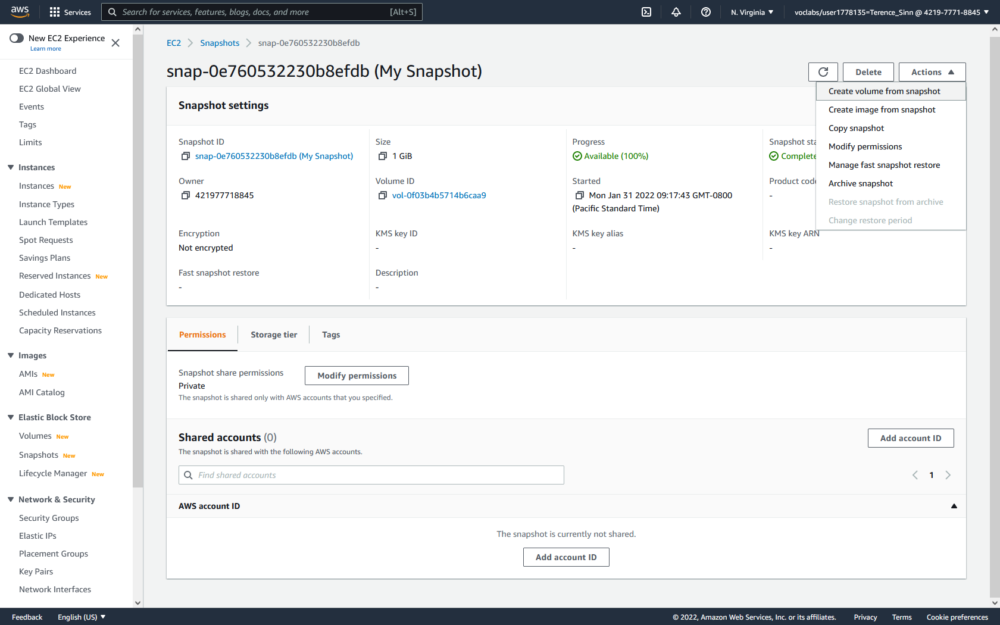 aws
Services
Search for services, features, blogs, docs, and more
[Alt+S]
N. Virginia
voclabs/user1778135=Terence_Sinn @ 4219-7771-8845
New EC2 Experience
Learn more
EC2 Dashboard
EC2 Global View
Events
Tags
Limits
Instances
Instances New
Instance Types
Launch Templates
Spot Requests
Savings Plans
Reserved Instances New
Dedicated Hosts
Scheduled Instances
Capacity Reservations
Images
AMIs New
AMI Catalog
Elastic Block Store
Volumes New
Snapshots New
Lifecycle Manager New
Network & Security
Security Groups
Elastic IPs
Placement Groups
Key Pairs
Network Interfaces
EC2 Snapshots snap-0e760532230b8efdb
snap-0e760532230b8efdb (My Snapshot)
Delete
Actions
Create volume from snapshot
Create image from snapshot
Copy snapshot
Modify permissions
Manage fast snapshot restore
Archive snapshot
Restore snapshot from archive
Change restore period
Snapshot settings
Snapshot ID
snap-0e760532230b8efdb (My Snapshot)
Size
1 GiB
Progress
Available (100%)
Snapshot sta
Complete
Owner
421977718845
Volume ID
vol-0f03b4b5714b6caa9
Started
Mon Jan 31 2022 09:17:43 GMT-0800
(Pacific Standard Time)
Product code
-
Encryption
Not encrypted
KMS key ID
-
KMS key alias
-
KMS key ARN
-
Fast snapshot restore
-
Description
-
Permissions
Storage tier
Tags
Snapshot share permissions
Private
The snapshot is shared only with AWS accounts that you specified.
Modify permissions
Shared accounts (0)
The snapshot is shared with the following AWS accounts.
Add account ID
Find shared accounts
1
AWS account ID
The snapshot is currently not shared.
Add account ID
Feedback
English (US)
© 2022, Amazon Web Services, Inc. or its affiliates.
Privacy
Terms
Cookie preferences